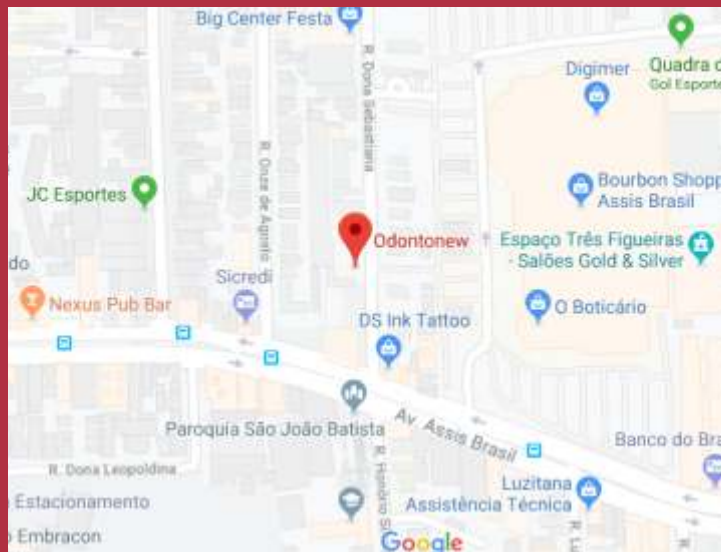 Big Center Festa
R. Dona Sebastiana
Quadra d
Gol Esporte
Digimer
R. Onze de Agosto
JC Esportes
Bourbon Shopp
Assis Brasil
Odontonew
Espaço Três Figueiras
- Salões Gold & Silver
do
Sicredi
Nexus Pub Bar
O Boticário
DS Ink Tattoo
Paroquia São João Batista
Av. Assis Brasil
Banco do Bra
R. Dona Leopoldina
Luzitana
Assistência Técnica
Estacionamento
Embracon
Google